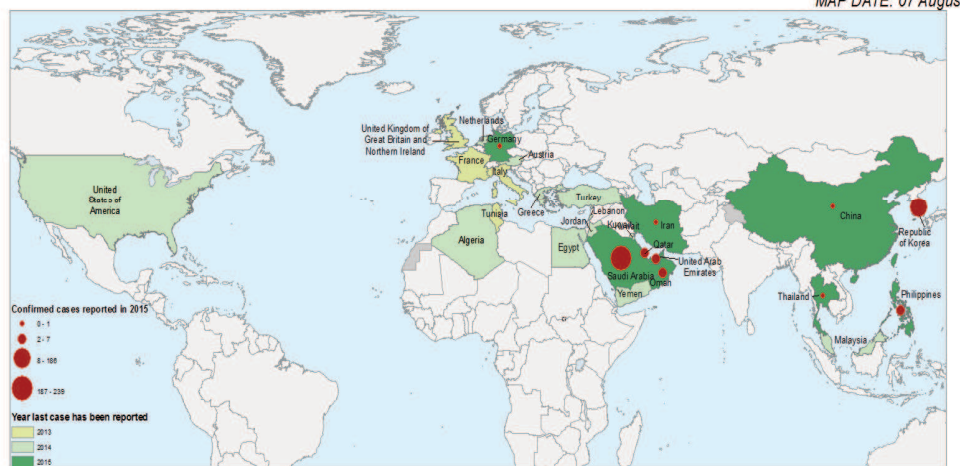 MAP DATE: 07 Augus
Netherlands
United Kingdom of
Great Britain and
Northern Ireland
Germany
Austria
France
Italy
United
States of
America
Greece
Turkey
Tunisia
Lebanon
Jordan
Kuwait
Iran
China
Algeria
Egypt
Qatar
Republic
of Korea
United Arab
Emirates
Saudi Arabia
Oman
Yemen
Thailand
Philippines
Malaysia
Confirmed cases reported in 2015
0 - 1
2 - 7
8 - 186
187 - 239
Year last case has been reported
2013
2014
2015